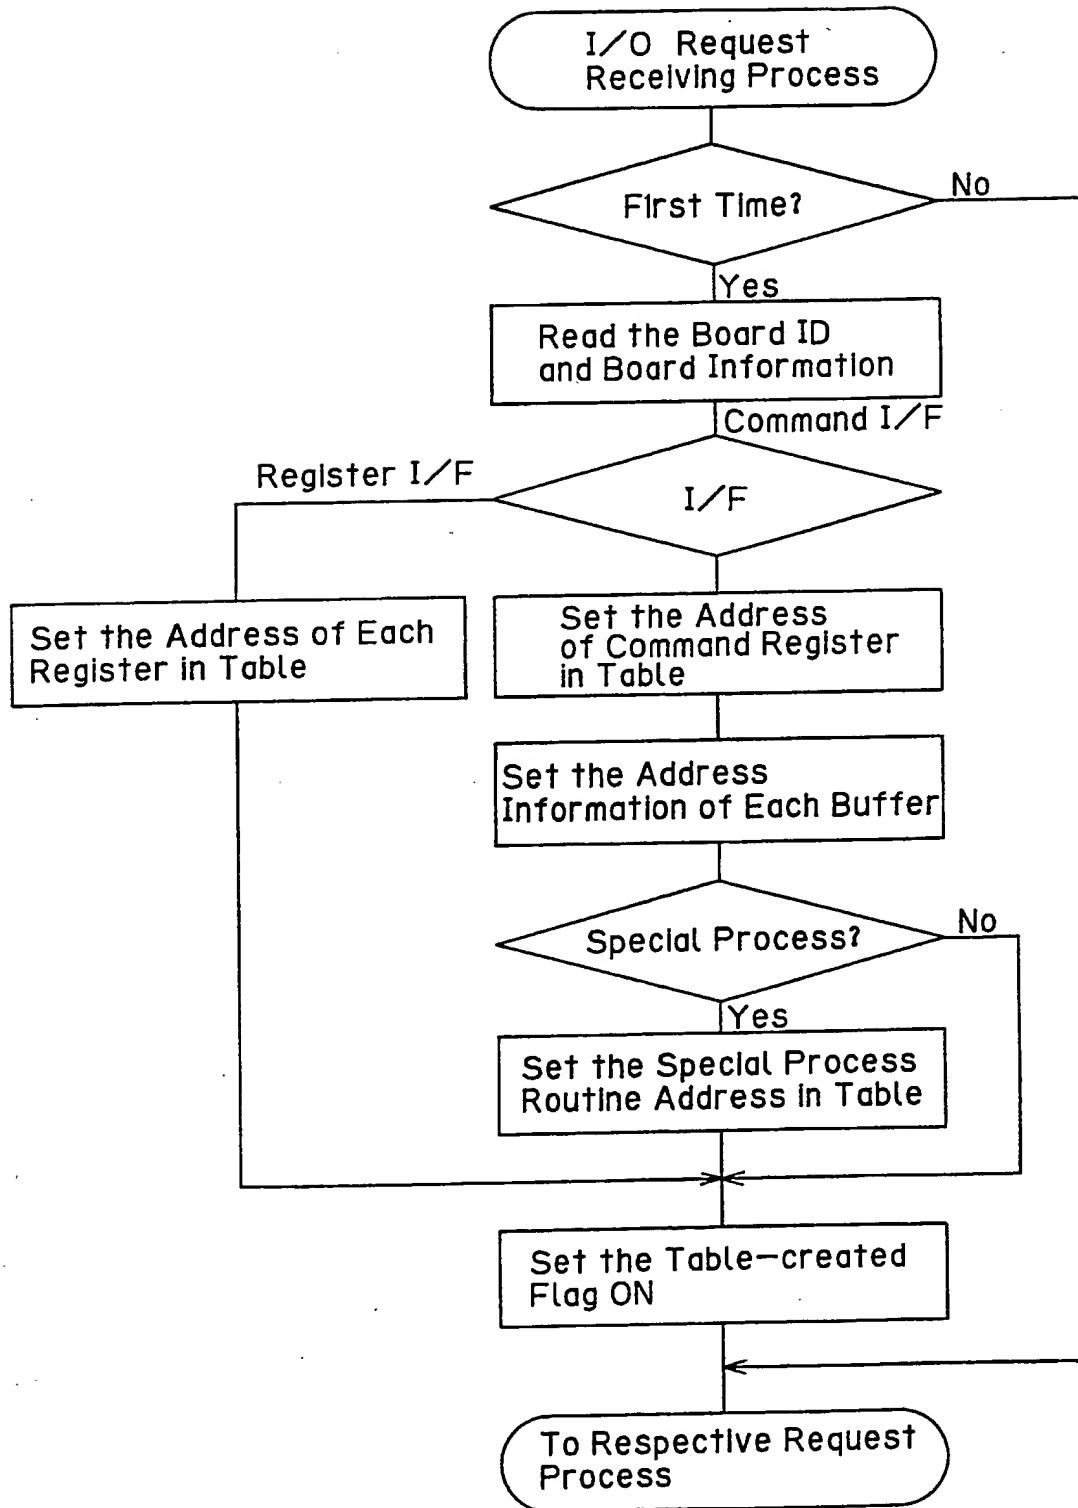 I/O Request
Receiving Process
First Time?
No
Yes
Read the Board ID
and Board Information
Command I/F
Register I/F
I/F
Set the Address of Each
Register in Table
Set the Address
of Command Register
in Table
Set the Address
Information of Each Buffer
Special Process?
No
Yes
Set the Special Process
Routine Address in Table
Set the Table-created
Flag ON
To Respective Request
Process